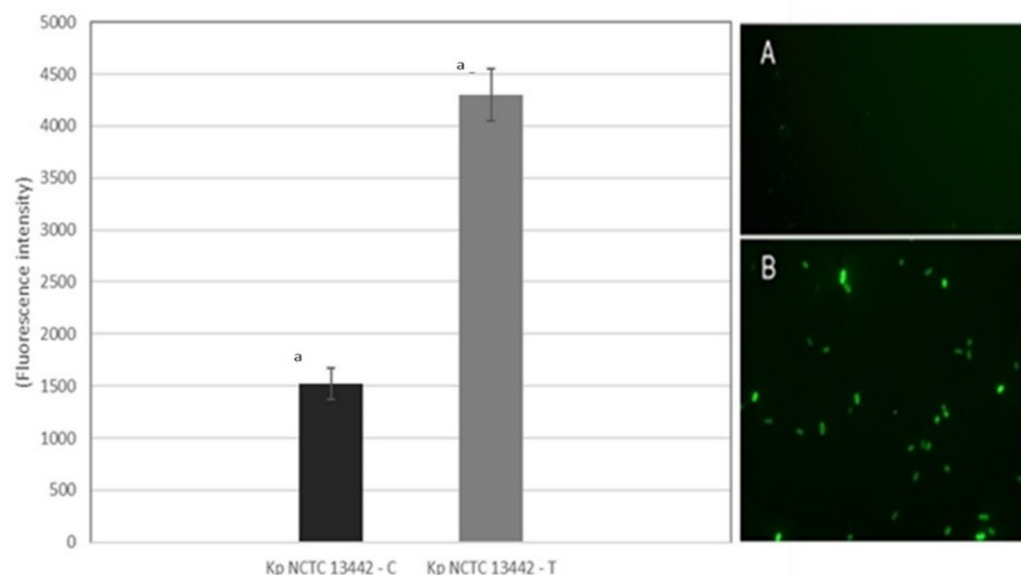 5000
4500
4000
3500
3000
2500
2000
1500
1000
500
0
(Fluorescence intensity)
a
a
Kp NCTC 13442 - C
Kp NCTC 13442 - T
A
B